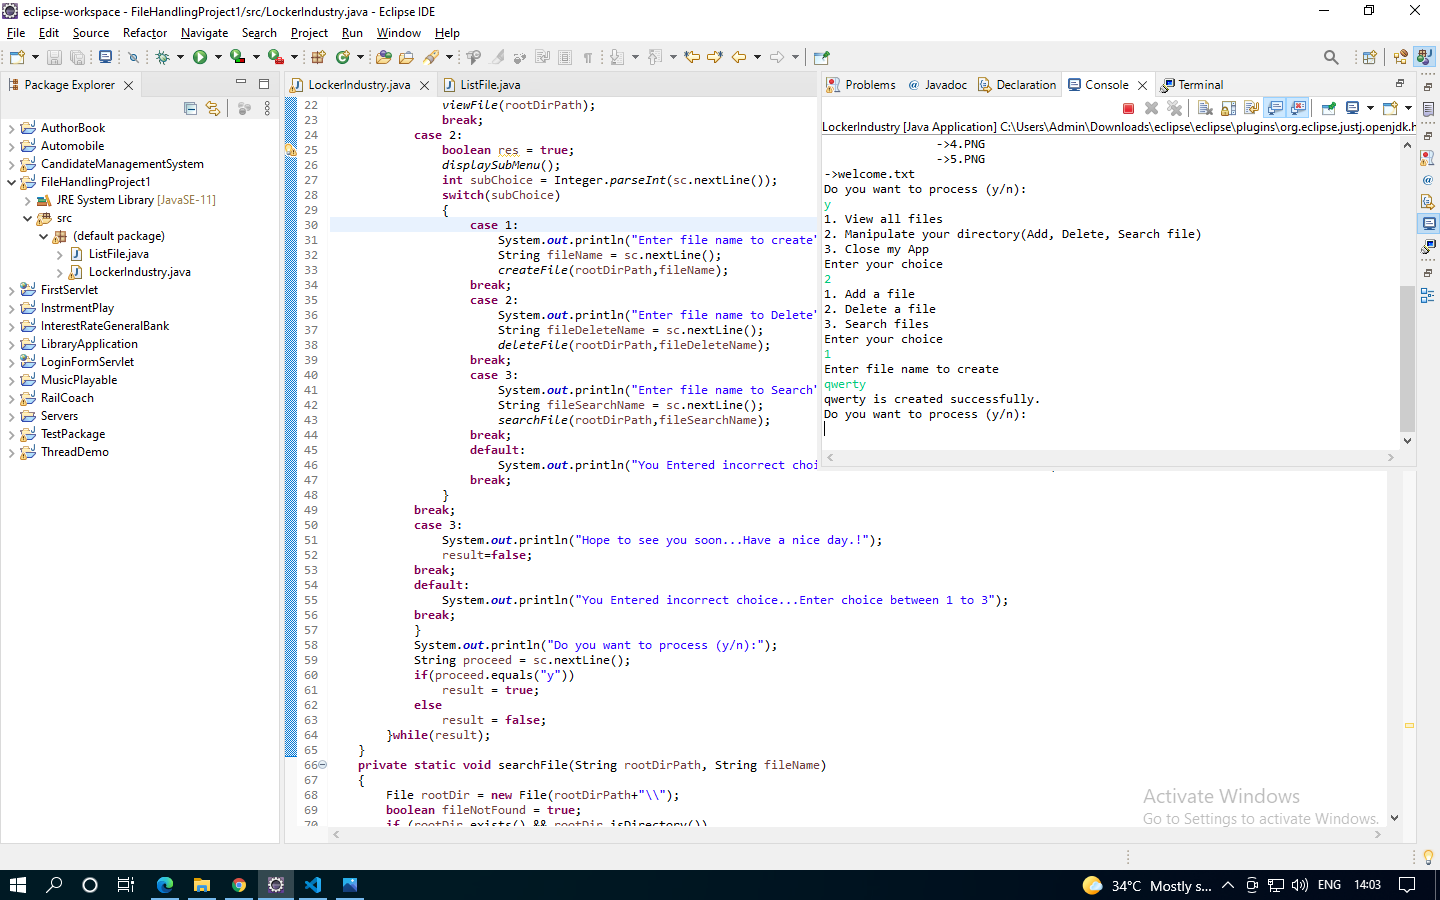 eclipse-workspace - FileHandlingProject1/src/LockerIndustry.java - Eclipse IDE
File Edit Source Refactor Navigate Search Project Run Window Help
Package Explorer
AuthorBook
Automobile
CandidateManagementSystem
FileHandlingProject1
JRE System Library [JavaSE-11]
src
(default package)
ListFile.java
LockerIndustry.java
FirstServlet
InstrmentPlay
InterestRateGeneralBank
LibraryApplication
LoginFormServlet
MusicPlayable
RailCoach
Servers
TestPackage
ThreadDemo
LockerIndustry.java ListFile.java
22 viewFile(rootDirPath);
23 break;
24 case 2:
25 boolean res = true;
26 displaySubMenu();
27 int subChoice = Integer.parseInt(sc.nextLine());
28 switch(subChoice)
29 {
30 case 1:
31 System.out.println("Enter file name to create"
32 String fileName = sc.nextLine();
33 createFile(rootDirPath,fileName);
34 break;
35 case 2:
36 System.out.println("Enter file name to Delete"
37 String fileDeleteName = sc.nextLine();
38 deleteFile(rootDirPath,fileDeleteName);
39 break;
40 case 3:
41 System.out.println("Enter file name to Search"
42 String fileSearchName = sc.nextLine();
43 searchFile(rootDirPath,fileSearchName);
44 break;
45 default:
46 System.out.println("You Entered incorrect choi
47 break;
48 }
49 break;
50 case 3:
51 System.out.println("Hope to see you soon...Have a nice day.!");
52 result=false;
53 break;
54 default:
55 System.out.println("You Entered incorrect choice...Enter choice between 1 to 3");
56 break;
57 }
58 System.out.println("Do you want to process (y/n):");
59 String proceed = sc.nextLine();
60 if(proceed.equals("y"))
61 result = true;
62 else
63 result = false;
64 }while(result);
65 }
66 private static void searchFile(String rootDirPath, String fileName)
67 {
68 File rootDir = new File(rootDirPath+"\\");
69 boolean fileNotFound = true;
70 if (rootDir.exists() && rootDir.isDirectory())
Problems Javadoc Declaration Console Terminal
LockerIndustry [Java Application] C:\Users\Admin\Downloads\eclipse\eclipse\plugins\org.eclipse.justj.openjdk.h
->4.PNG
->5.PNG
->welcome.txt
Do you want to process (y/n):
y
1. View all files
2. Manipulate your directory(Add, Delete, Search file)
3. Close my App
Enter your choice
2
1. Add a file
2. Delete a file
3. Search files
Enter your choice
1
Enter file name to create
qwerty
qwerty is created successfully.
Do you want to process (y/n):
Activate Windows
Go to Settings to activate Windows.
34°C Mostly s... ENG 14:03